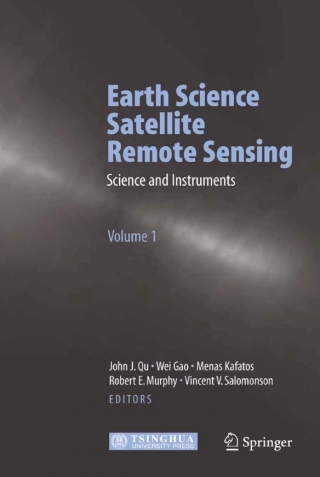 Earth Science
Satellite
Remote Sensing
Science and Instruments
Volume 1
John J. Qu • Wei Gao • Menas Kafatos
Robert E. Murphy • Vincent V. Salomonson
EDITORS
TSINGHUA
UNIVERSITY PRESS
Springer